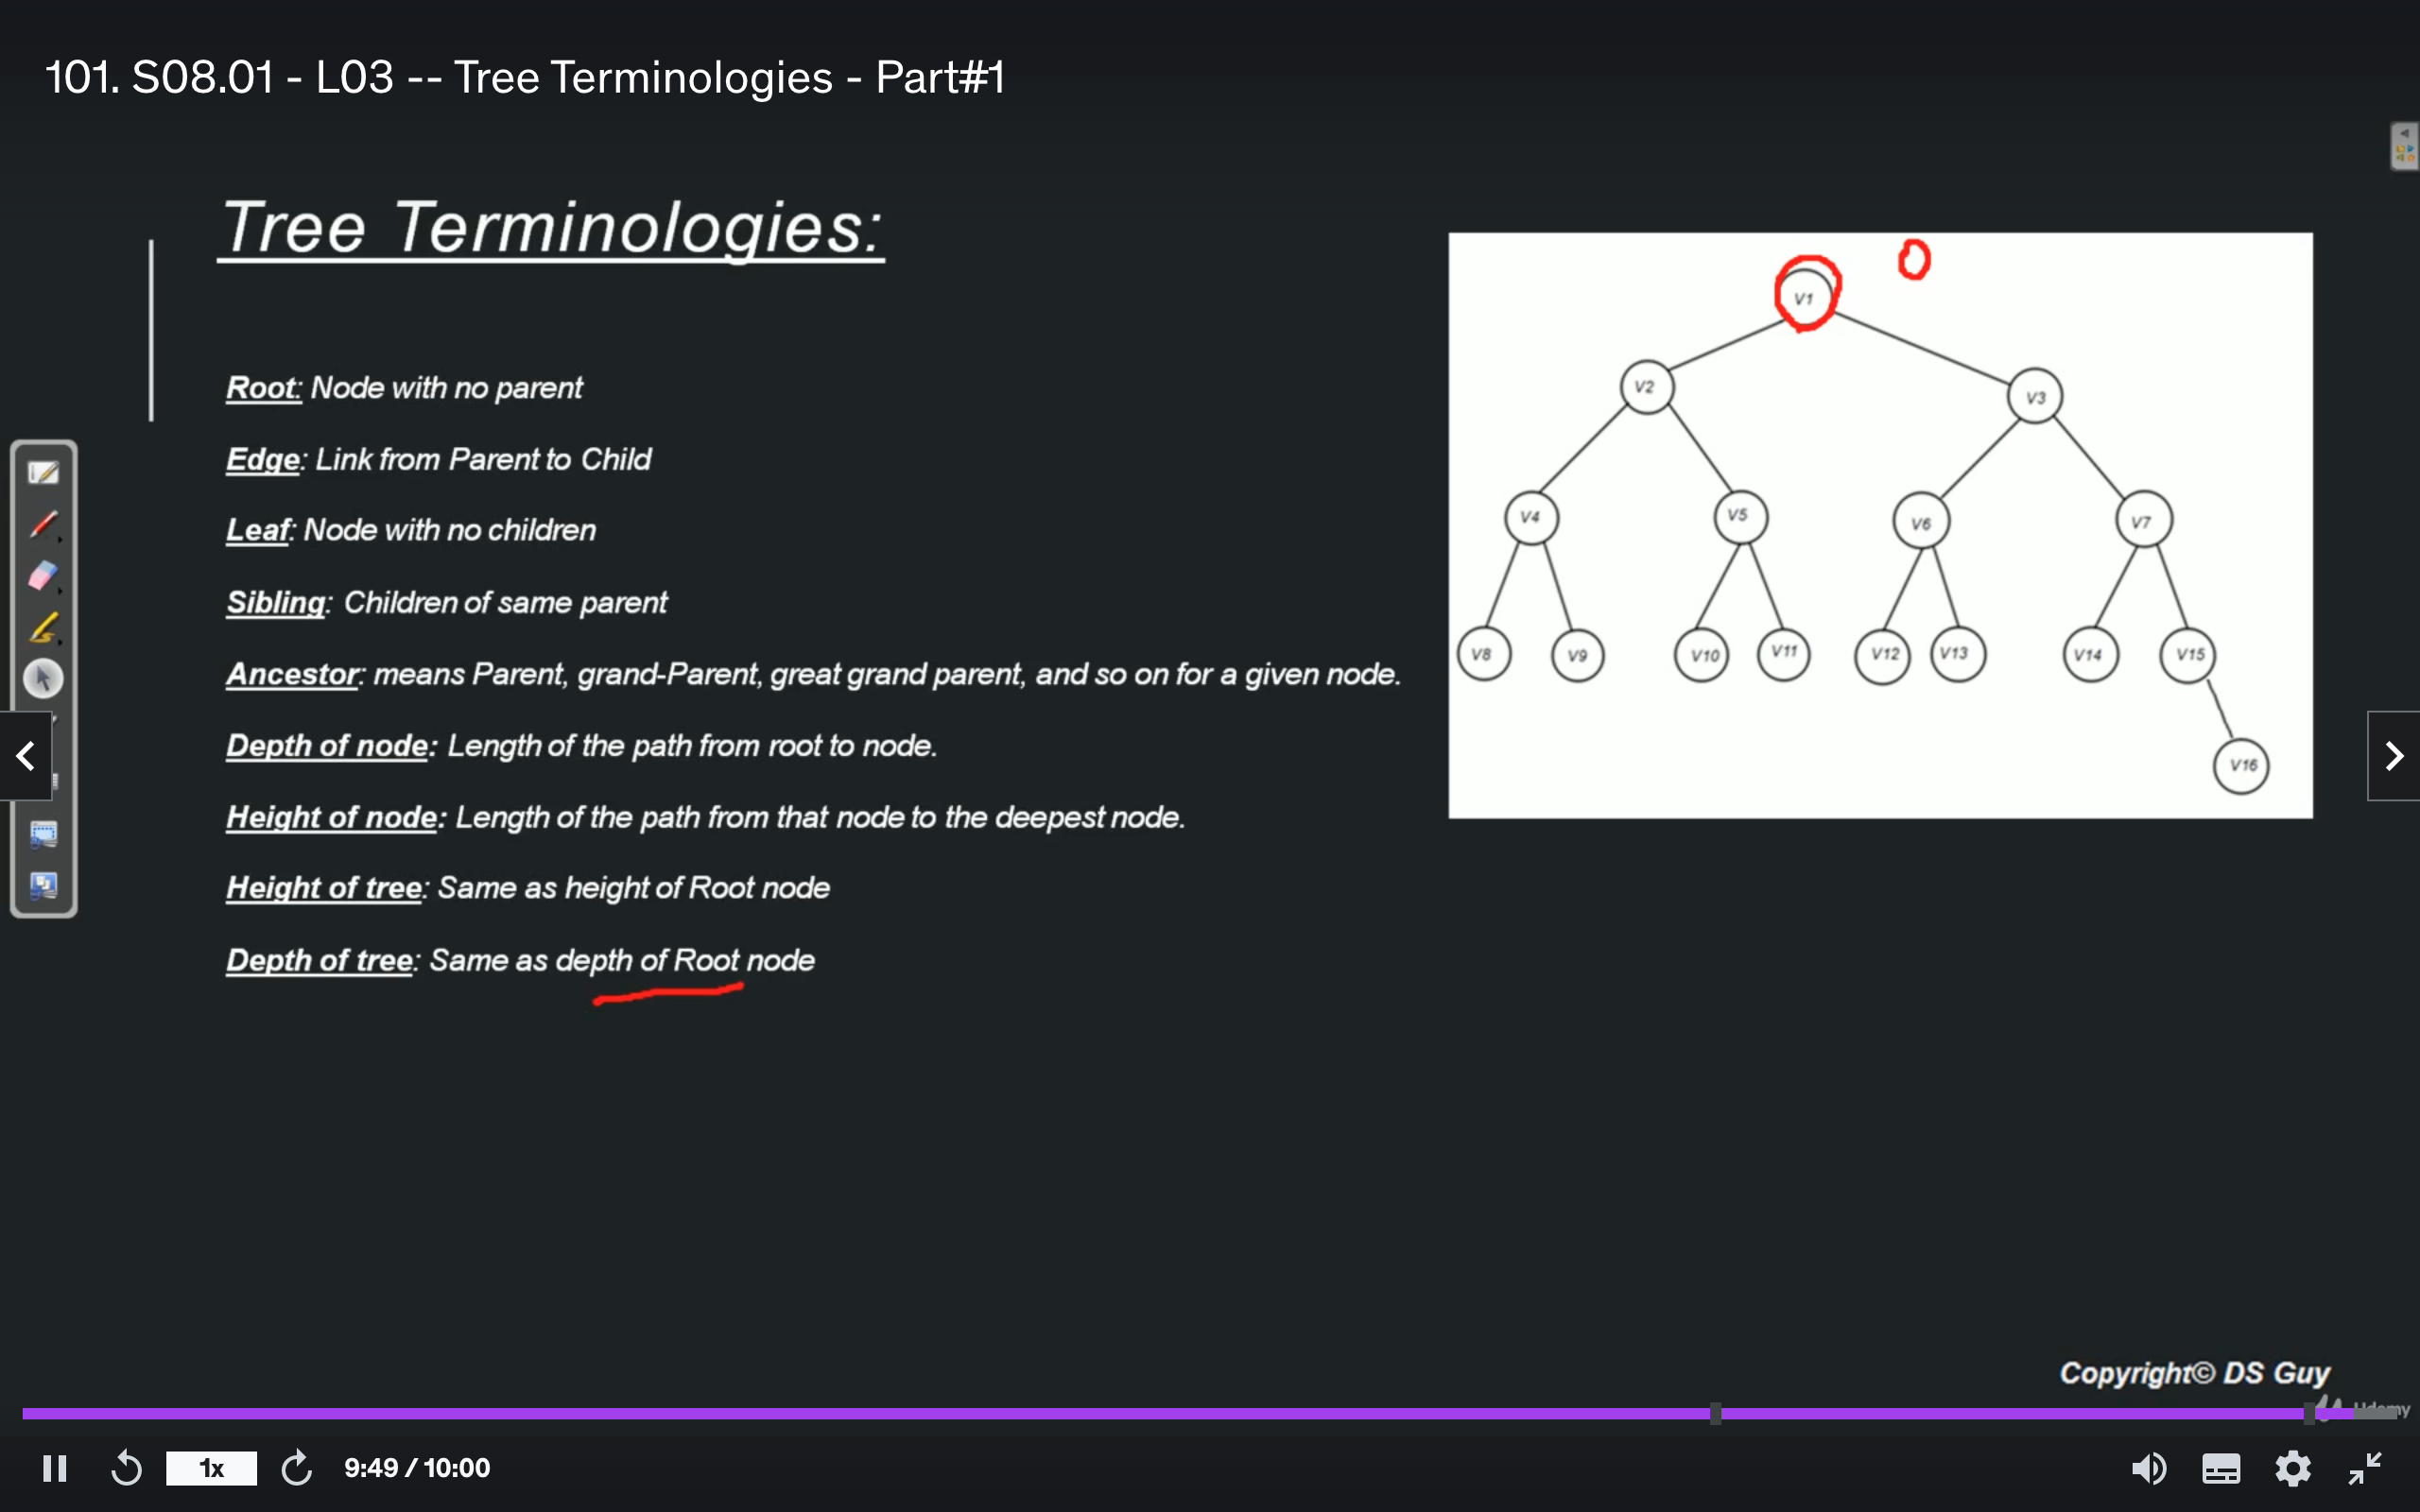 101. S08.01 - L03 -- Tree Terminologies - Part#1
Tree Terminologies:
Root: Node with no parent
Edge: Link from Parent to Child
Leaf: Node with no children
Sibling: Children of same parent
Ancestor: means Parent, grand-Parent, great grand parent, and so on for a given node.
Depth of node: Length of the path from root to node.
Height of node: Length of the path from that node to the deepest node.
Height of tree: Same as height of Root node
Depth of tree: Same as depth of Root node
0
V1
V2
V3
V4
V5
V6
V7
V8
V9
V10
V11
V12
V13
V14
V15
V16
Copyright© DS Guy
Udemy
1x
9:49 / 10:00